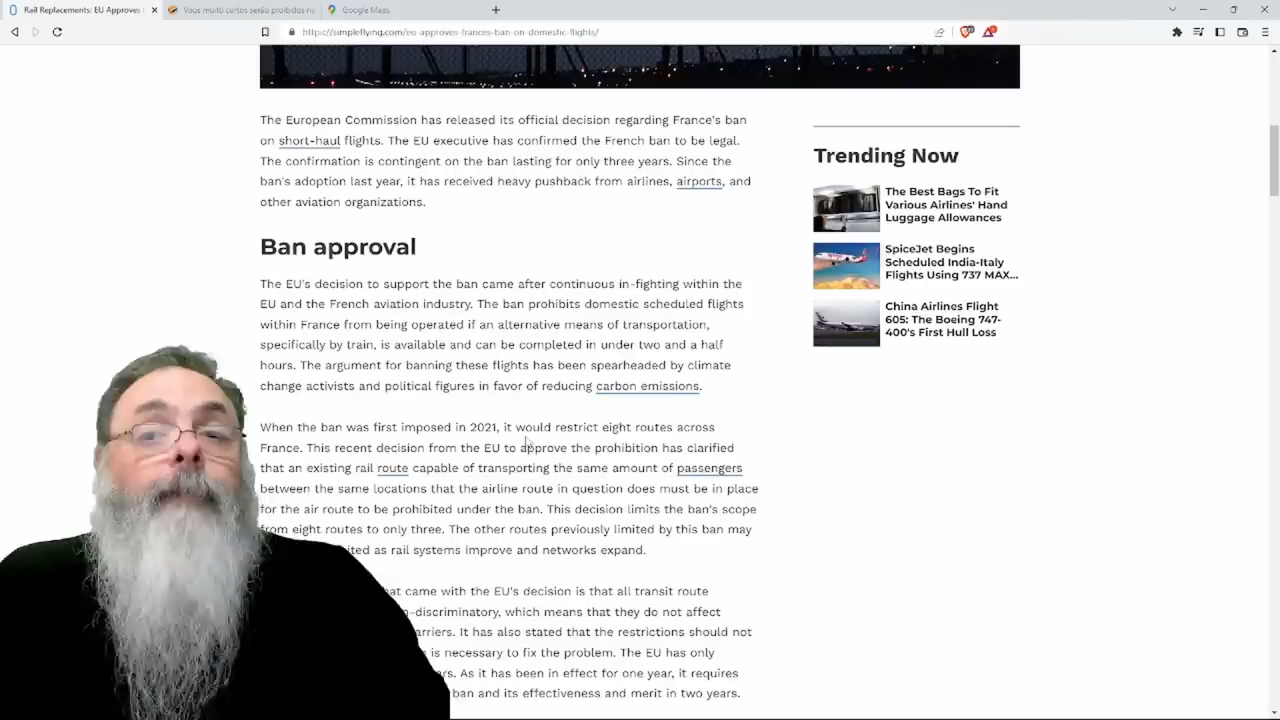 Rail Replacements: EU Approves
Voos muito curtos serão proibidos na
Google Maps
https://simpleflying.com/eu-approves-frances-ban-on-domestic-flights/
The European Commission has released its official decision regarding France's ban
on short-haul flights. The EU executive has confirmed the French ban to be legal.
The confirmation is contingent on the ban lasting for only three years. Since the
ban's adoption last year, it has received heavy pushback from airlines, airports, and
other aviation organizations.
Ban approval
The EU's decision to support the ban came after continuous in-fighting within the
EU and the French aviation industry. The ban prohibits domestic scheduled flights
within France from being operated if an alternative means of transportation,
specifically by train, is available and can be completed in under two and a half
hours. The argument for banning these flights has been spearheaded by climate
change activists and political figures in favor of reducing carbon emissions.
When the ban was first imposed in 2021, it would restrict eight routes across
France. This recent decision from the EU to approve the prohibition has clarified
that an existing rail route capable of transporting the same amount of passengers
between the same locations that the airline route in question does must be in place
for the air route to be prohibited under the ban. This decision limits the ban's scope
from eight routes to only three. The other routes previously limited by this ban may
ited as rail systems improve and networks expand.
hat came with the EU's decision is that all transit route
n-discriminatory, which means that they do not affect
arriers. It has also stated that the restrictions should not
is necessary to fix the problem. The EU has only
rs. As it has been in effect for one year, it requires
ban and its effectiveness and merit in two years.
Trending Now
The Best Bags To Fit
Various Airlines' Hand
Luggage Allowances
SpiceJet Begins
Scheduled India-Italy
Flights Using 737 MAX...
China Airlines Flight
605: The Boeing 747-
400's First Hull Loss